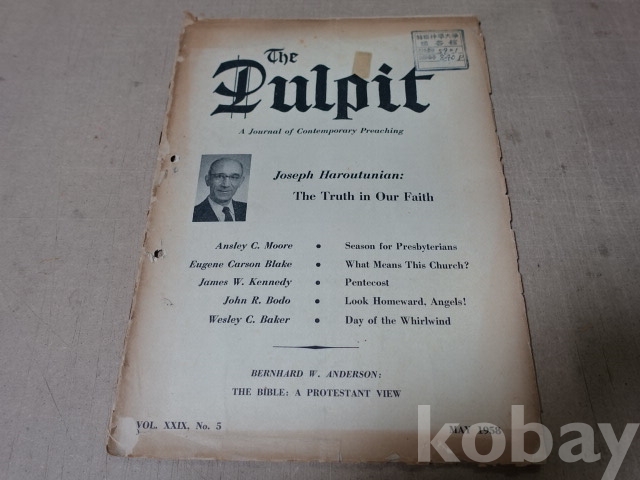 The
Pulpit
A Journal of Contemporary Preaching
Joseph Haroutunian:
The Truth in Our Faith
Ansley C. Moore • Season for Presbyterians
Eugene Carson Blake • What Means This Church?
James W. Kennedy • Pentecost
John R. Bodo • Look Homeward, Angels!
Wesley C. Baker • Day of the Whirlwind
BERNHARD W. ANDERSON:
THE BIBLE: A PROTESTANT VIEW
VOL. XXIX, No. 5
MAY 1958
kobay